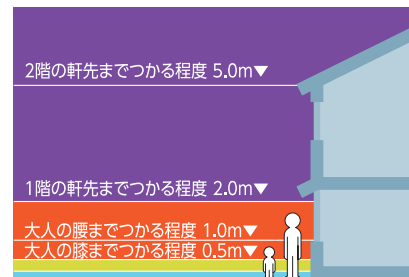 2階の軒先までつかる程度 5.0m▼
1階の軒先までつかる程度 2.0m▼
大人の腰までつかる程度 1.0m▼
大人の膝までつかる程度 0.5m▼